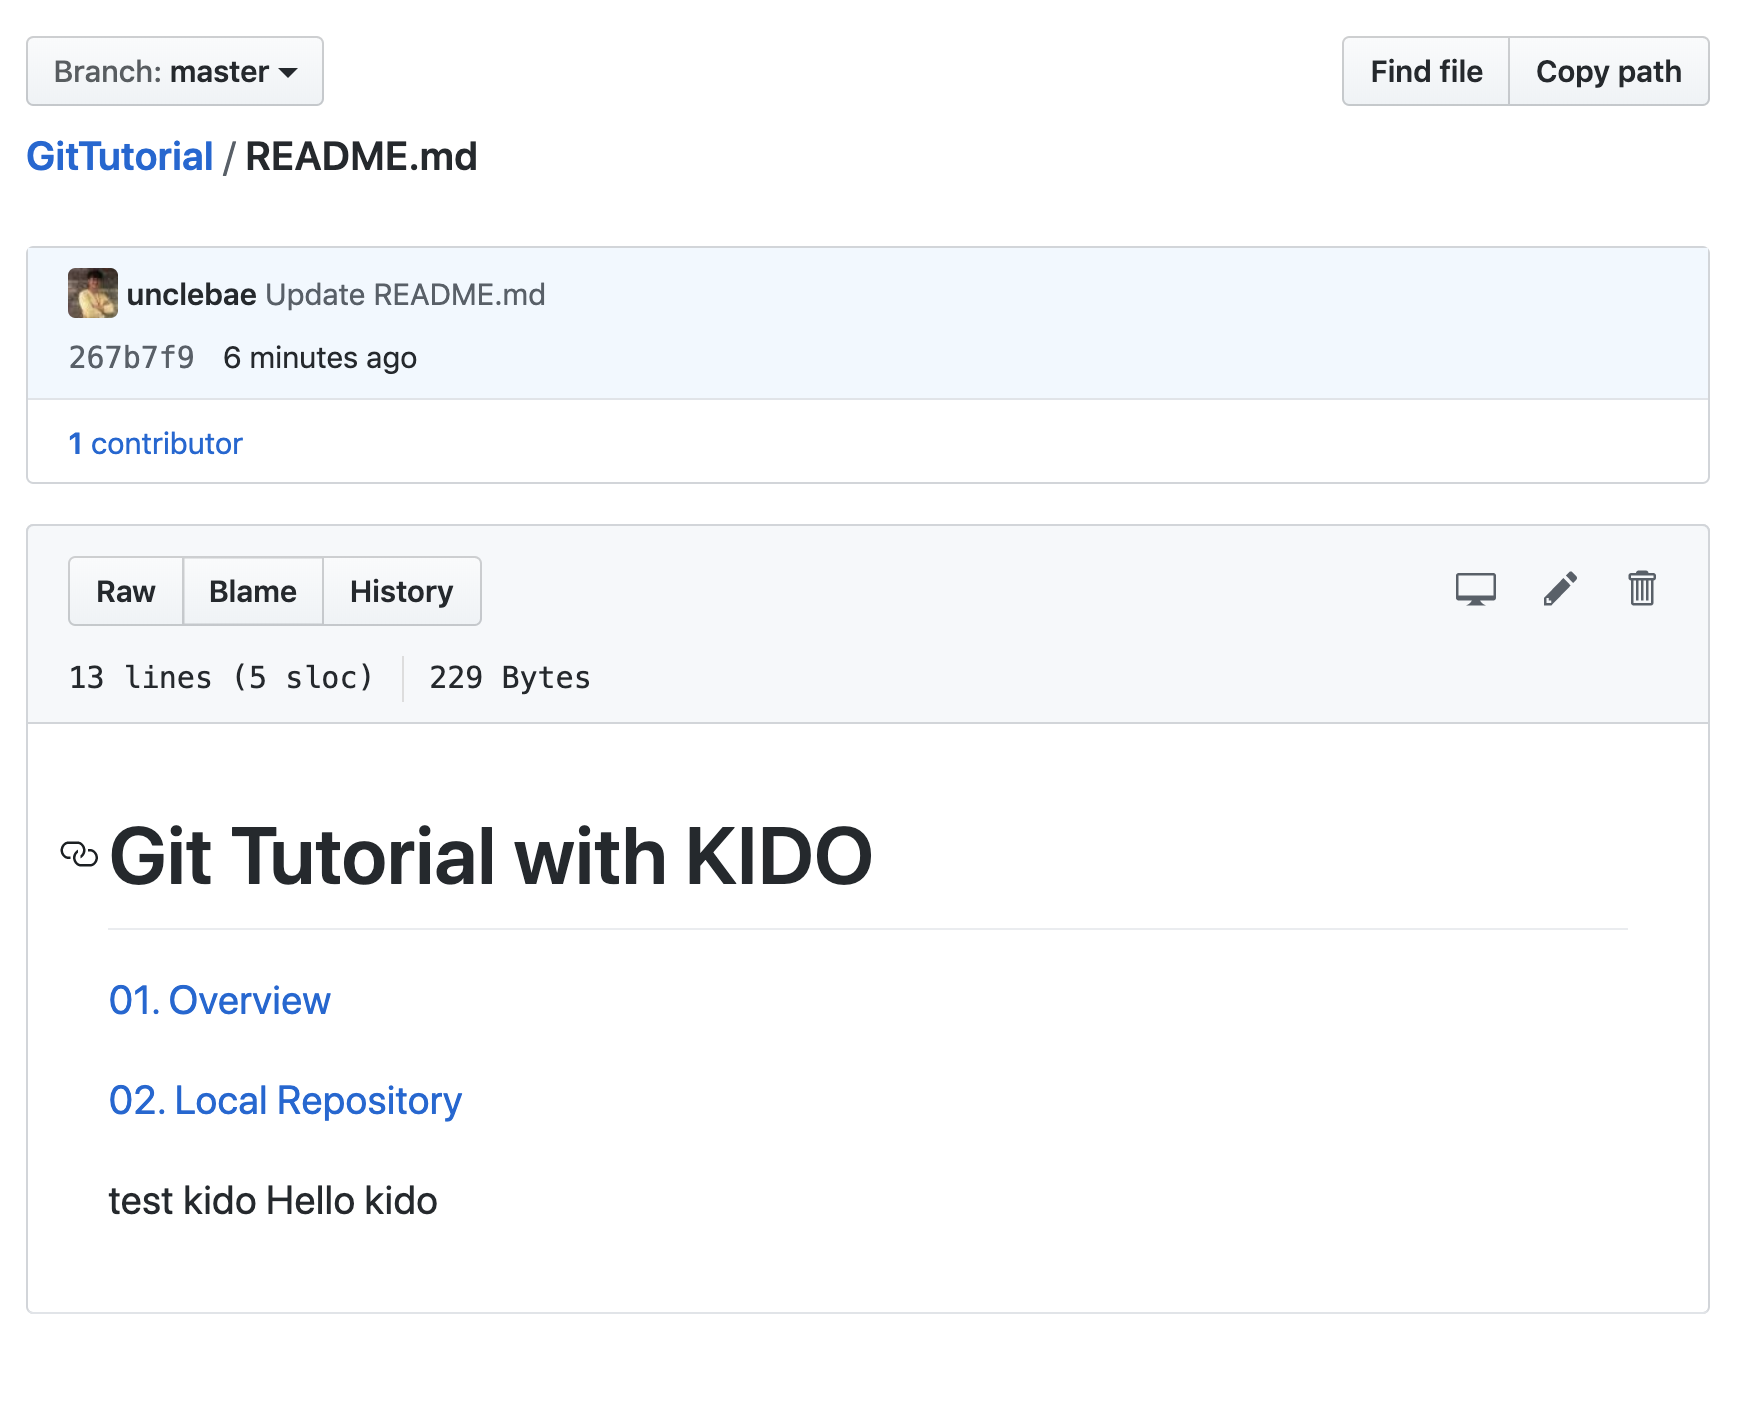 Branch: master
Find file
Copy path
GitTutorial / README.md
unclebae Update README.md
267b7f9 6 minutes ago
1 contributor
Raw
Blame
History
13 lines (5 sloc)
229 Bytes
Git Tutorial with KIDO
01. Overview
02. Local Repository
test kido Hello kido